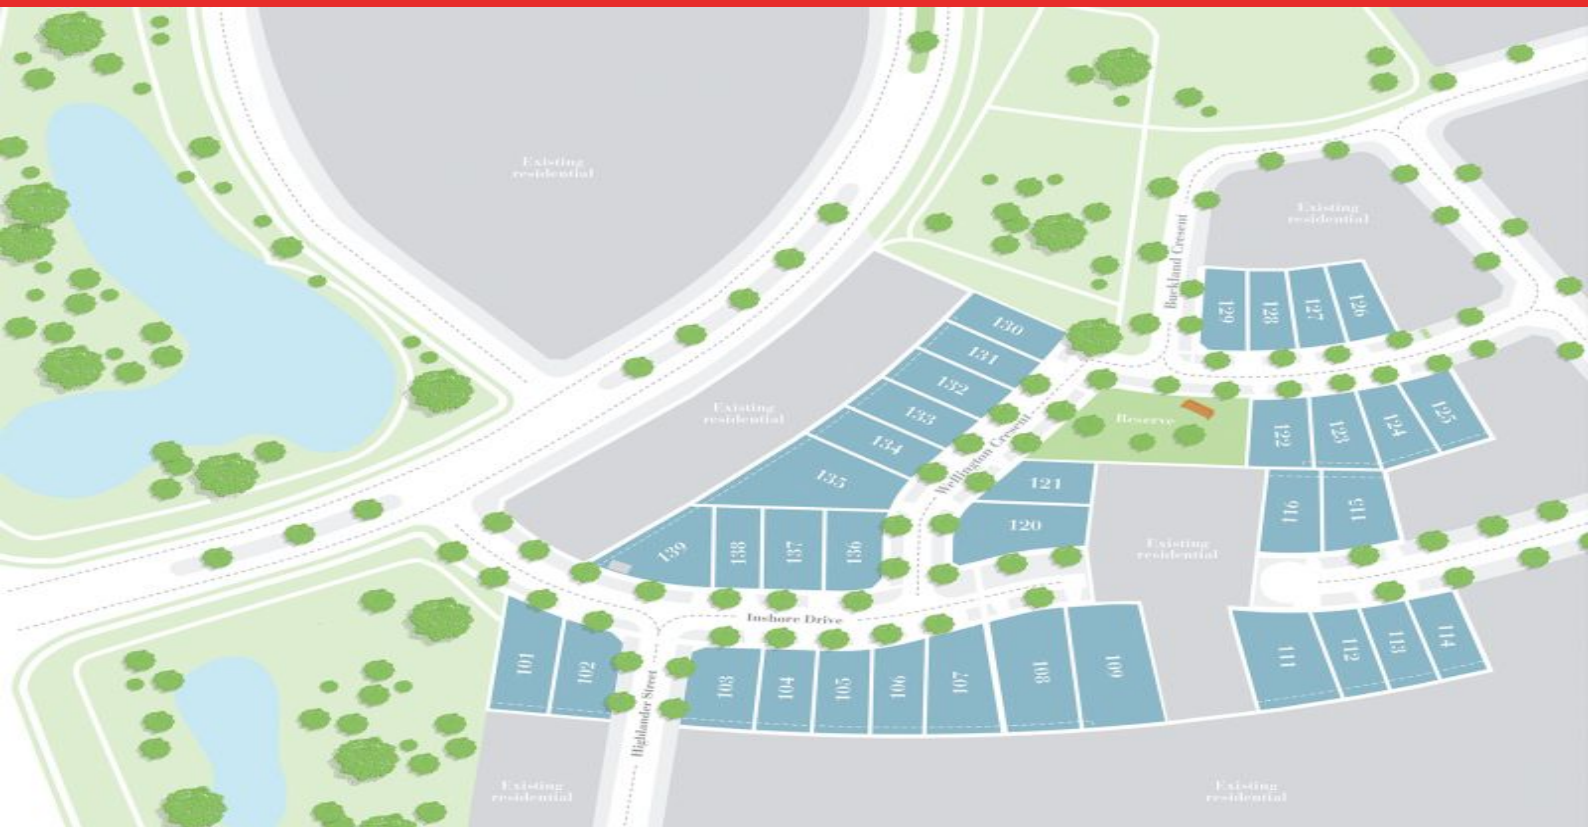 Existing
residential
Existing
residential
Buckland Cresent
129
128
127
126
130
131
132
133
134
135
Existing
residential
Wellington Cresent
Reserve
122
123
124
125
121
120
116
115
Existing
residential
139
138
137
136
Inshore Drive
101
102
Highlander Street
103
104
105
106
107
108
109
111
112
113
114
Existing
residential
Existing
residential